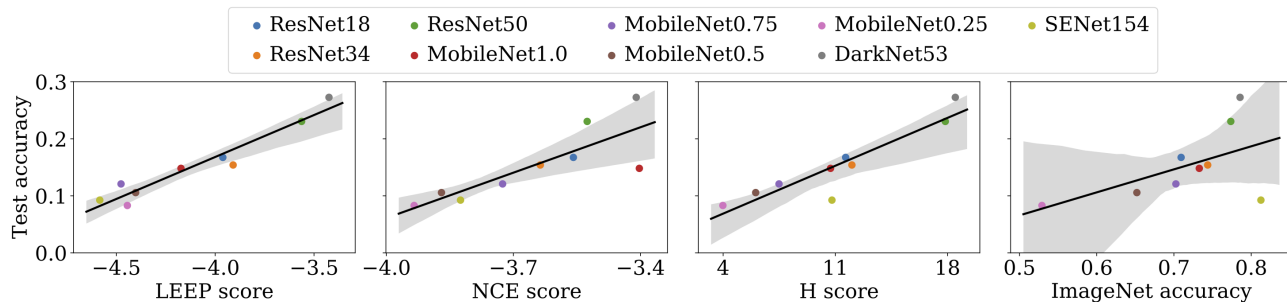 ResNet18 ResNet50 MobileNet0.75 MobileNet0.25 SENet154
ResNet34 MobileNet1.0 MobileNet0.5 DarkNet53
Test accuracy
0.3
0.2
0.1
0.0
−4.5 −4.0 −3.5
LEEP score
−4.0 −3.7 −3.4
NCE score
4 11 18
H score
0.5 0.6 0.7 0.8
ImageNet accuracy